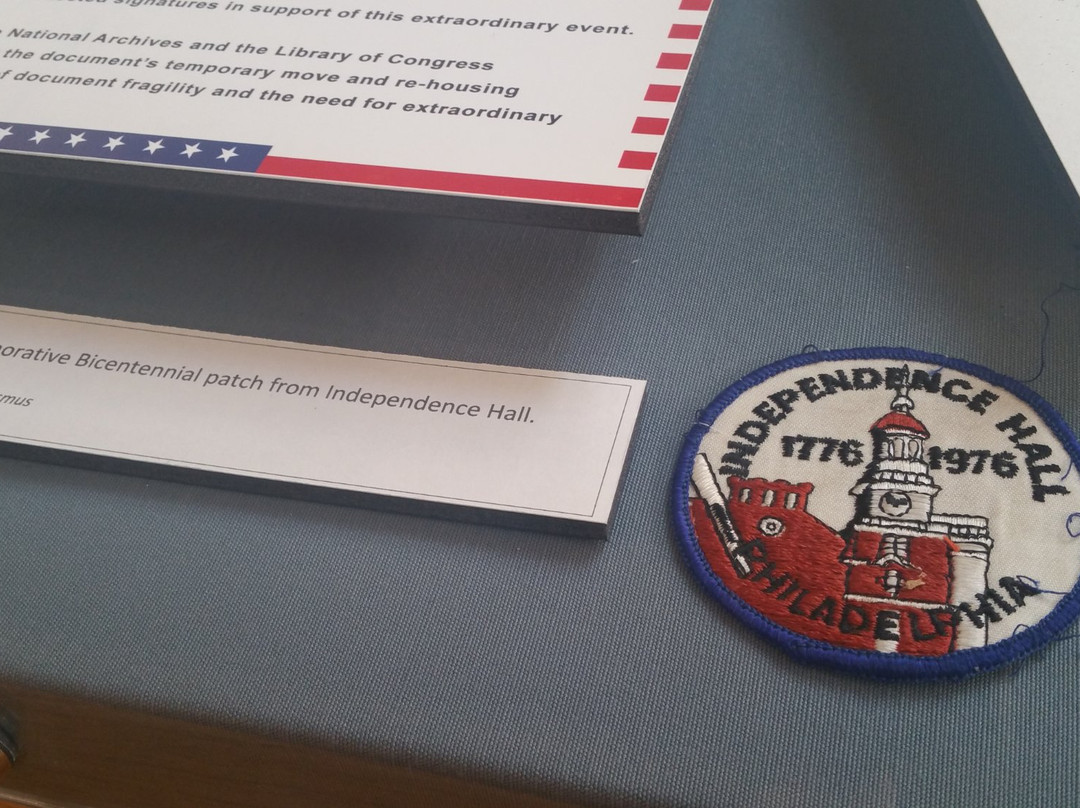 signatures in support of this extraordinary event.
National Archives and the Library of Congress
the document's temporary move and re-housing
document fragility and the need for extraordinary
Bicentennial patch from Independence Hall.
INDEPENDENCE HALL
1776 1976
PHILADELPHIA